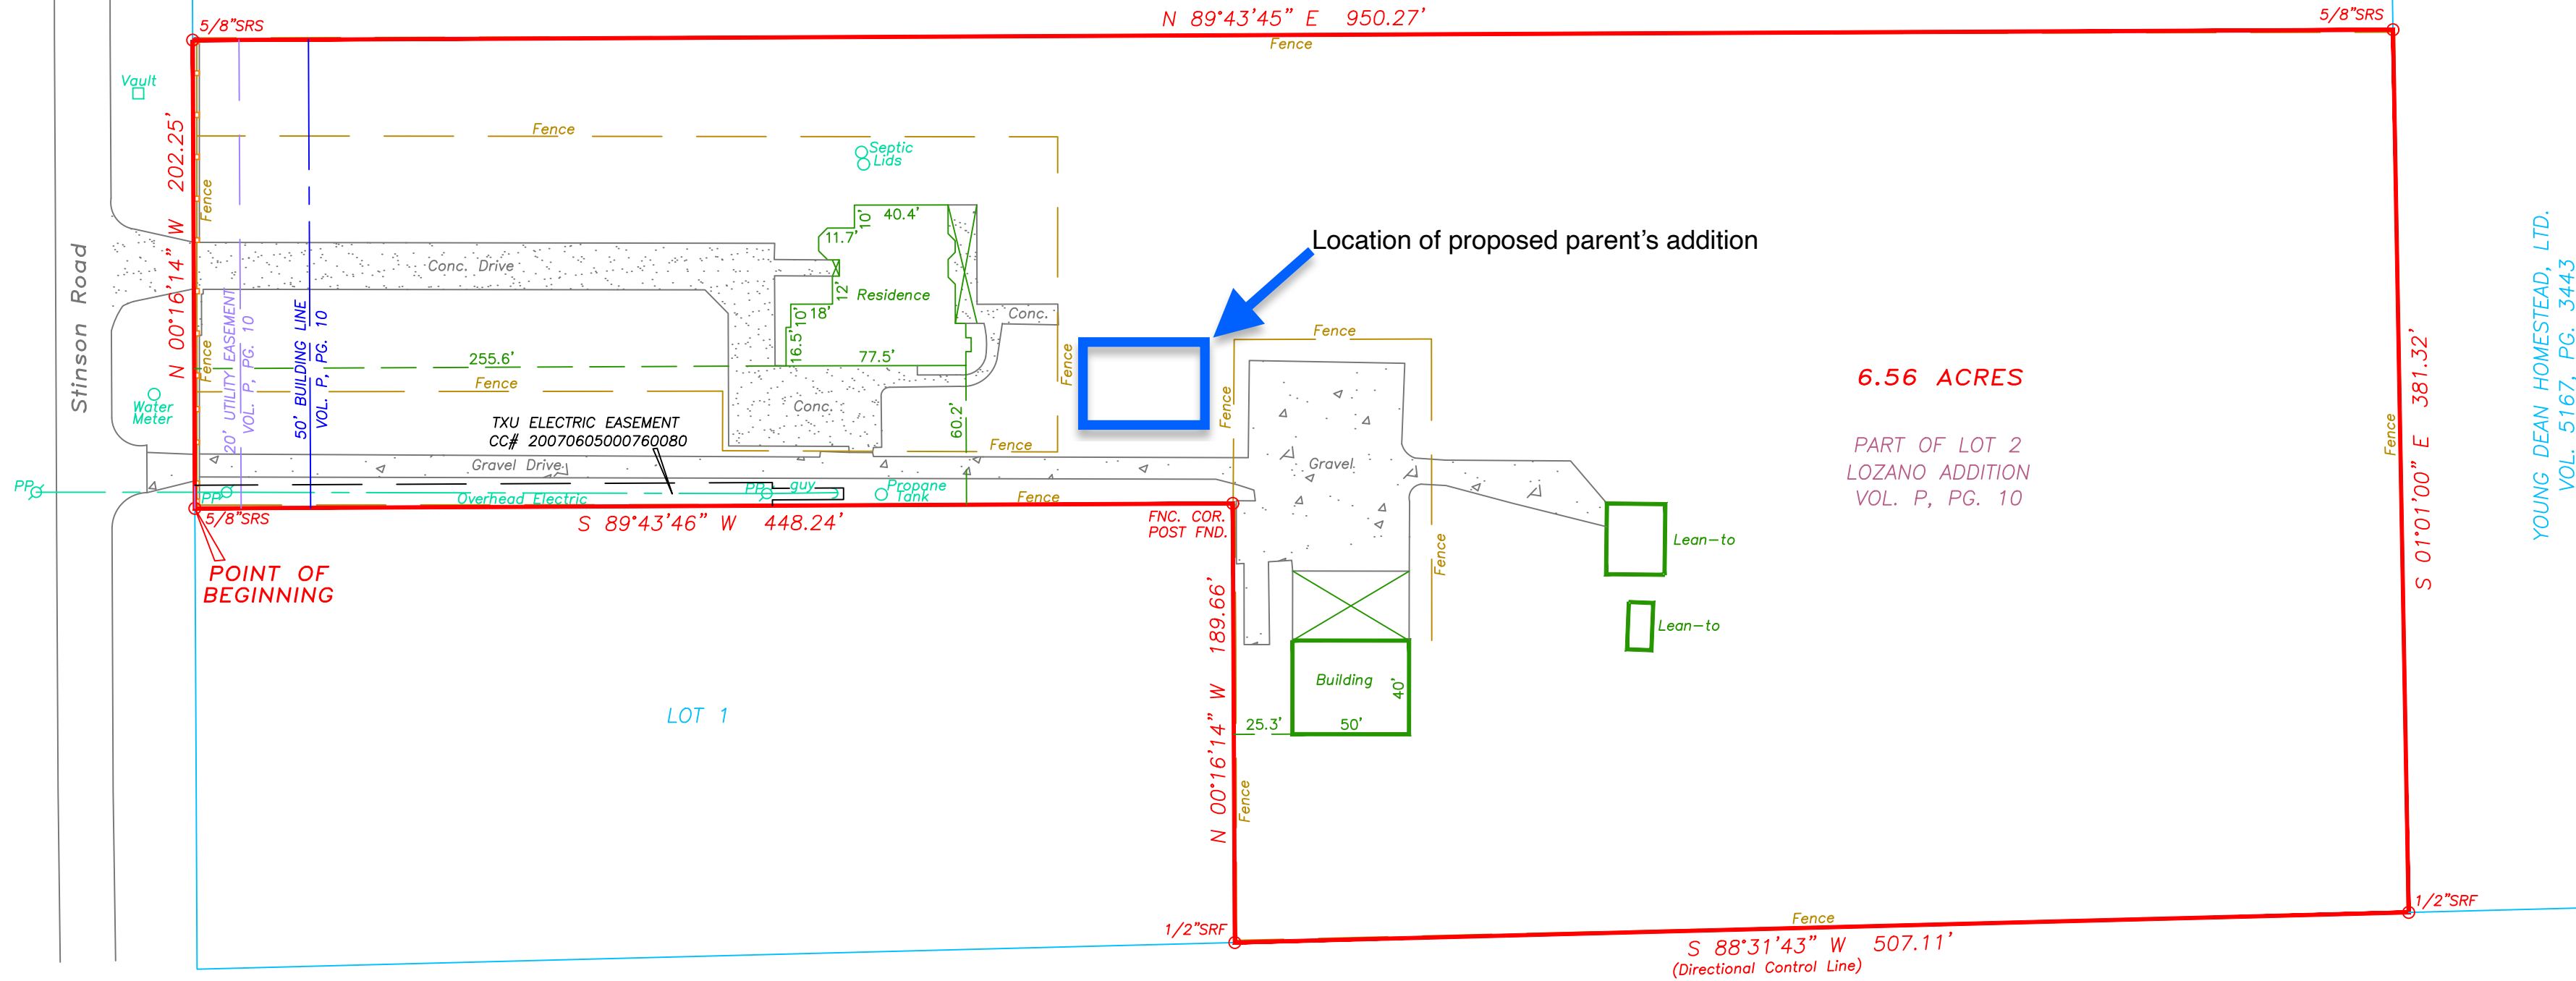 N 89°43'45" E 950.27'
5/8"SRS
5/8"SRS
Fence
Vault
Fence
Septic
Lids
N 00°16'14" W 202.25'
Fence
40.4'
10'
11.7'
Location of proposed parent's addition
Stinson Road
Conc. Drive
Residence
12'
18'
10'
16.5'
77.5'
Conc.
Fence
Fence
Fence
20' UTILITY EASEMENT
VOL. P, PG. 10
50' BUILDING LINE
VOL. P, PG. 10
255.6'
Fence
Fence
Water
Meter
Conc.
60.2'
TXU ELECTRIC EASEMENT
CC# 20070605000760080
Fence
Gravel Drive
Gravel
PP
PP
PP
guy
Overhead Electric
Propane
Tank
Fence
5/8"SRS
S 89°43'46" W 448.24'
FNC. COR.
POST FND.
POINT OF
BEGINNING
6.56 ACRES
PART OF LOT 2
LOZANO ADDITION
VOL. P, PG. 10
Fence
S 01°01'00" E 381.32'
YOUNG DEAN HOMESTEAD, LTD.
VOL. 5167, PG. 3443
Fence
Lean-to
Lean-to
N 00°16'14" W 189.66'
Building
40'
25.3'
50'
LOT 1
Fence
1/2"SRF
1/2"SRF
Fence
S 88°31'43" W 507.11'
(Directional Control Line)